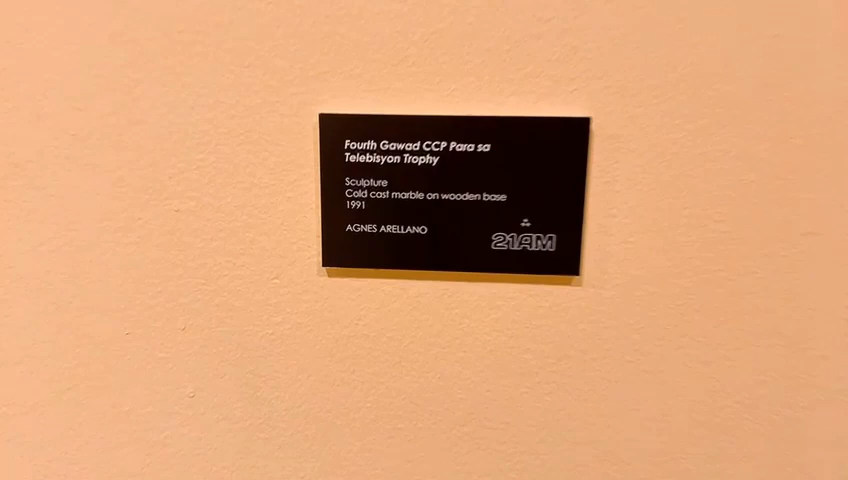 Fourth Gawad CCP Para sa
Telebisyon Trophy
Sculpture
Cold cast marble on wooden base
1991
AGNES ARELLANO
21AM